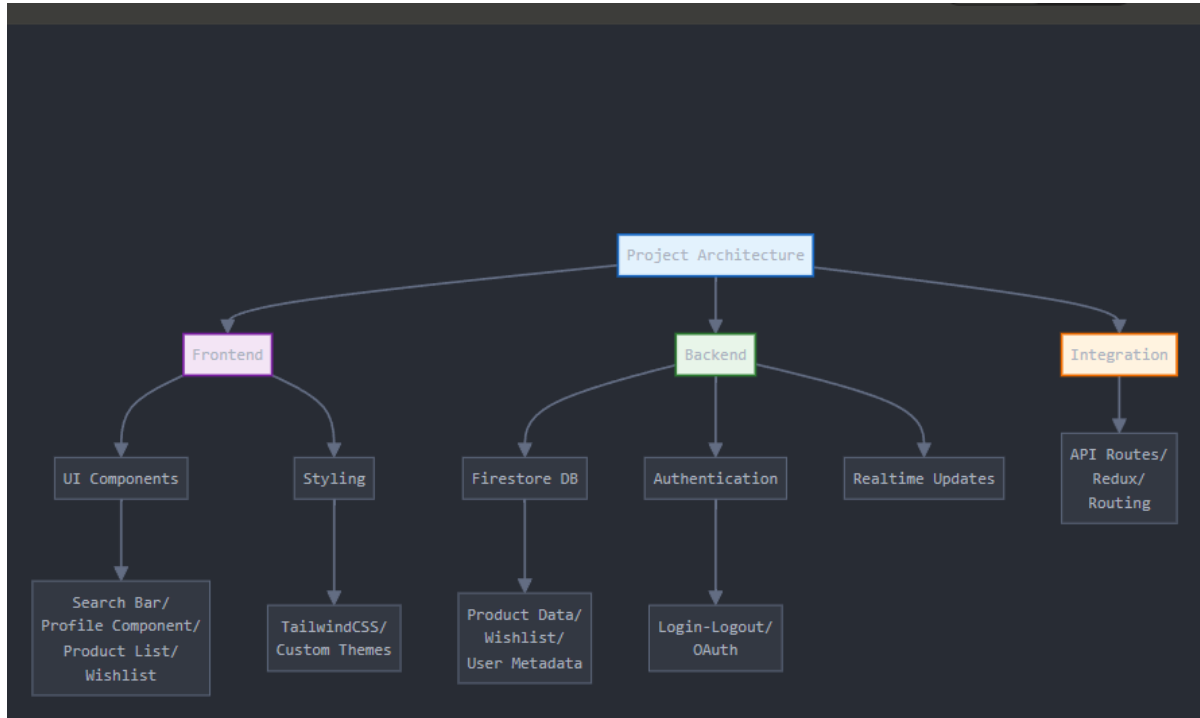 Project Architecture
Frontend
Backend
Integration
UI Components
Styling
Firestore DB
Authentication
Realtime Updates
API Routes/
Redux/
Routing
Search Bar/
Profile Component/
Product List/
Wishlist
TailwindCSS/
Custom Themes
Product Data/
Wishlist/
User Metadata
Login-Logout/
OAuth